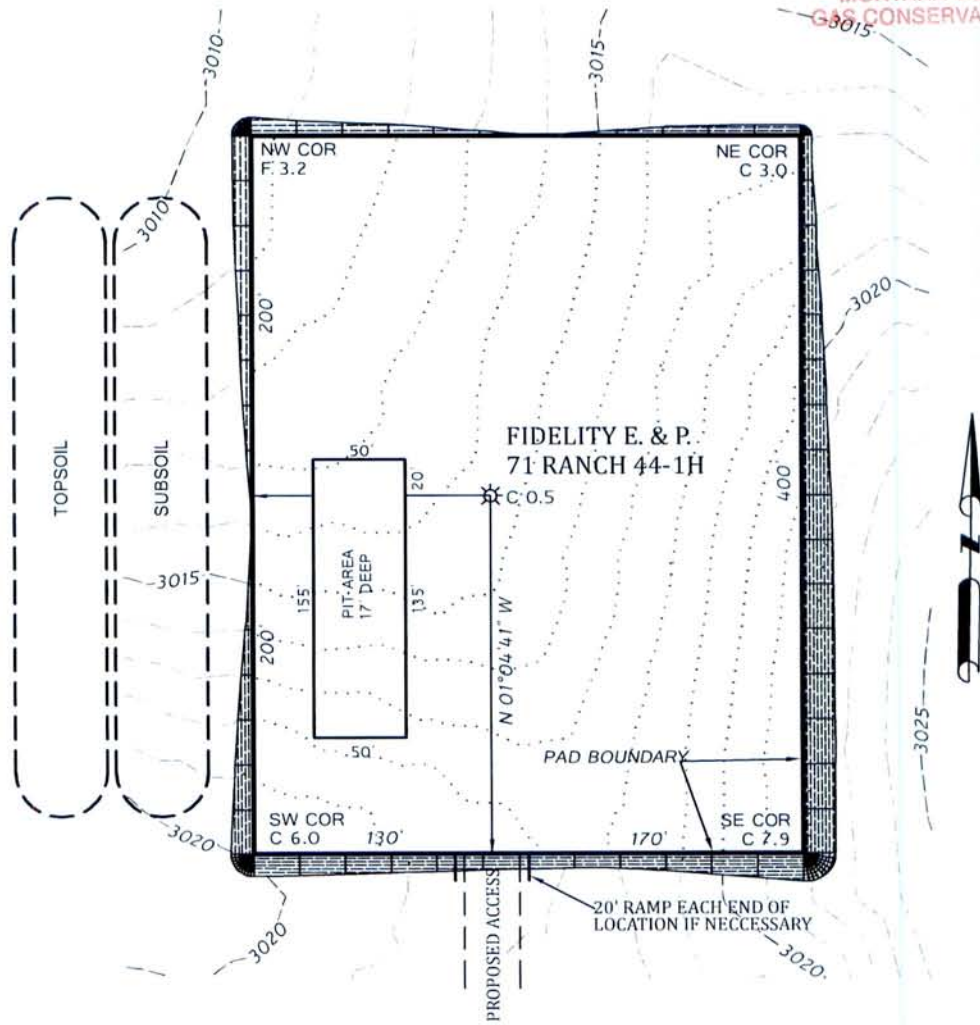 GAS CONSERVA
3015
3010
3015
NW COR
F 3.2
NE COR
C 3.0
3010
3020
200'
TOPSOIL
SUBSOIL
FIDELITY E. & P.
71 RANCH 44-1H
C 0.5
50'
20'
400'
PIT-AREA
17' DEEP
155'
135'
3015
200'
N 01°04'41" W
50'
PAD BOUNDARY
3025
SW COR
C 6.0
130'
170'
SE COR
C 7.9
3020
3020
PROPOSED ACCESS
20' RAMP EACH END OF
LOCATION IF NECCESSARY
3020